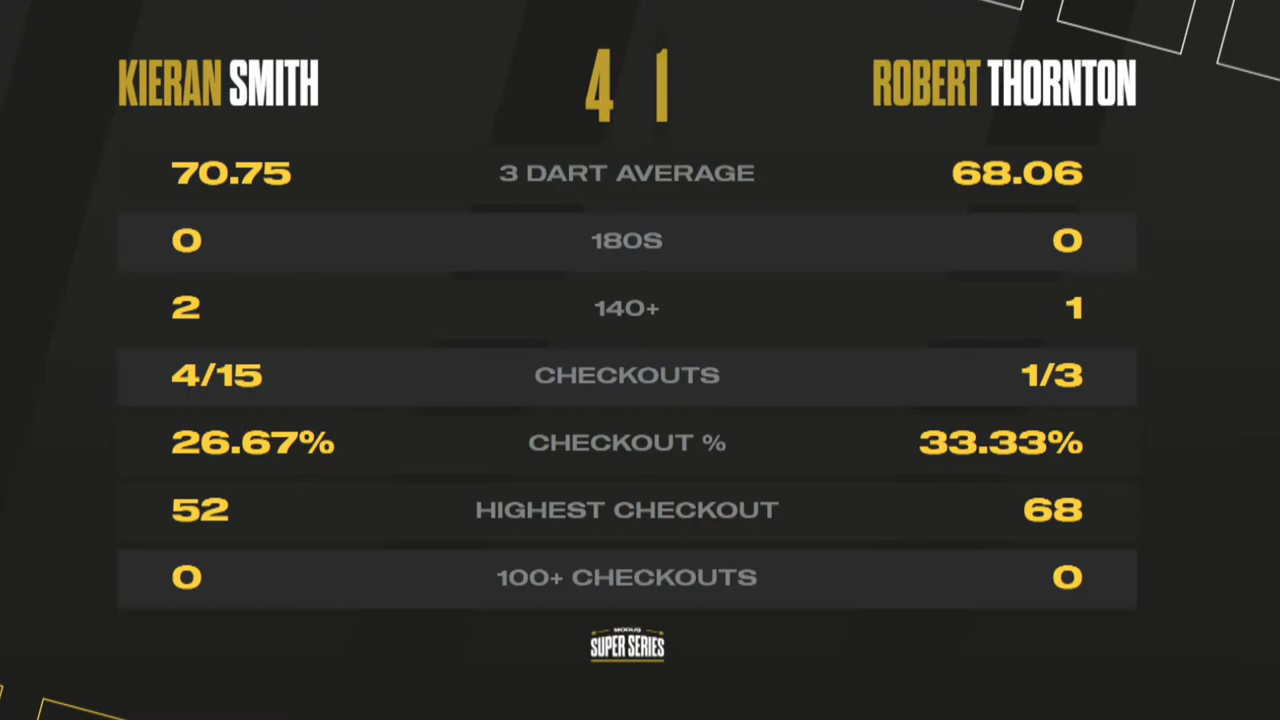 KIERAN SMITH 4 1 ROBERT THORNTON
70.75 3 DART AVERAGE 68.06
0 180S 0
2 140+ 1
4/15 CHECKOUTS 1/3
26.67% CHECKOUT % 33.33%
52 HIGHEST CHECKOUT 68
0 100+ CHECKOUTS 0
MODUS
SUPER SERIES